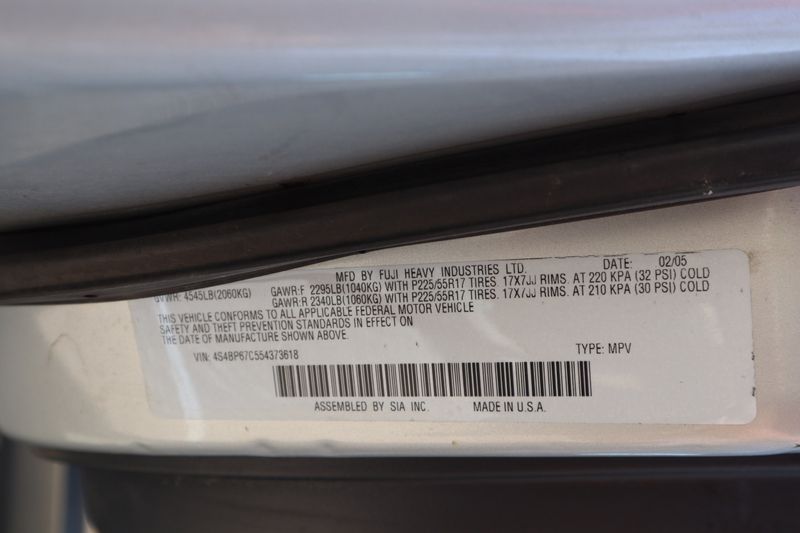 MFD BY FUJI HEAVY INDUSTRIES LTD. DATE: 02/05
GVWR: 4545LB(2060KG) GAWR:F 2295LB(1040KG) WITH P225/55R17 TIRES. 17X7JJ RIMS. AT 220 KPA (32 PSI) COLD
GAWR:R 2340LB(1060KG) WITH P225/55R17 TIRES. 17X7JJ RIMS. AT 210 KPA (30 PSI) COLD
THIS VEHICLE CONFORMS TO ALL APPLICABLE FEDERAL MOTOR VEHICLE
SAFETY AND THEFT PREVENTION STANDARDS IN EFFECT ON
THE DATE OF MANUFACTURE SHOWN ABOVE.
VIN: 4S4BP67C554373618 TYPE: MPV
ASSEMBLED BY SIA INC. MADE IN U.S.A.